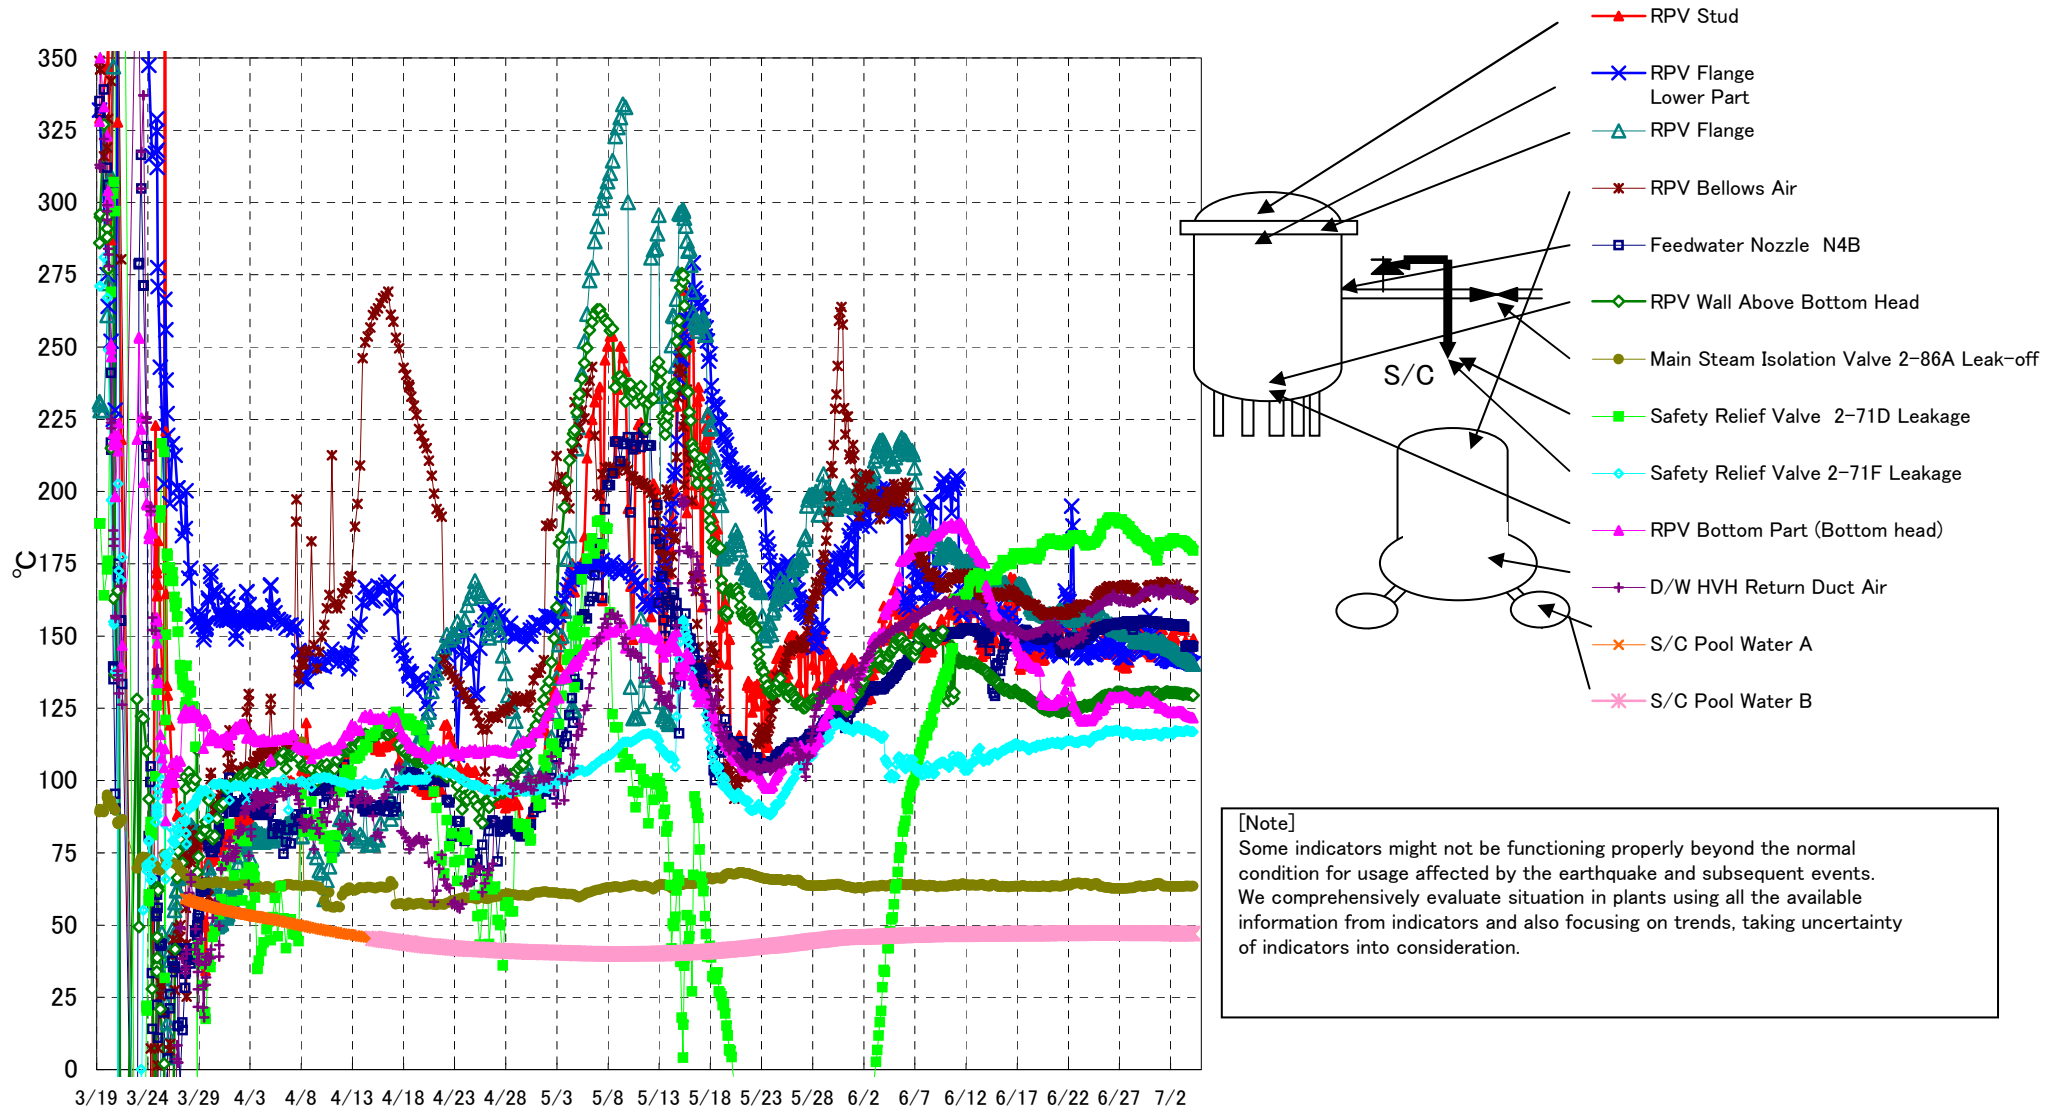 RPV Stud
RPV Flange
Lower Part
RPV Flange
RPV Bellows Air
Feedwater Nozzle N4B
RPV Wall Above Bottom Head
Main Steam Isolation Valve 2-86A Leak-off
Safety Relief Valve 2-71D Leakage
Safety Relief Valve 2-71F Leakage
RPV Bottom Part (Bottom head)
D/W HVH Return Duct Air
S/C Pool Water A
S/C Pool Water B
S/C
℃
350
325
300
275
250
225
200
175
150
125
100
75
50
25
0
3/19 3/24 3/29 4/3 4/8 4/13 4/18 4/23 4/28 5/3 5/8 5/13 5/18 5/23 5/28 6/2 6/7 6/12 6/17 6/22 6/27 7/2
[Note]
Some indicators might not be functioning properly beyond the normal
condition for usage affected by the earthquake and subsequent events.
We comprehensively evaluate situation in plants using all the available
information from indicators and also focusing on trends, taking uncertainty
of indicators into consideration.